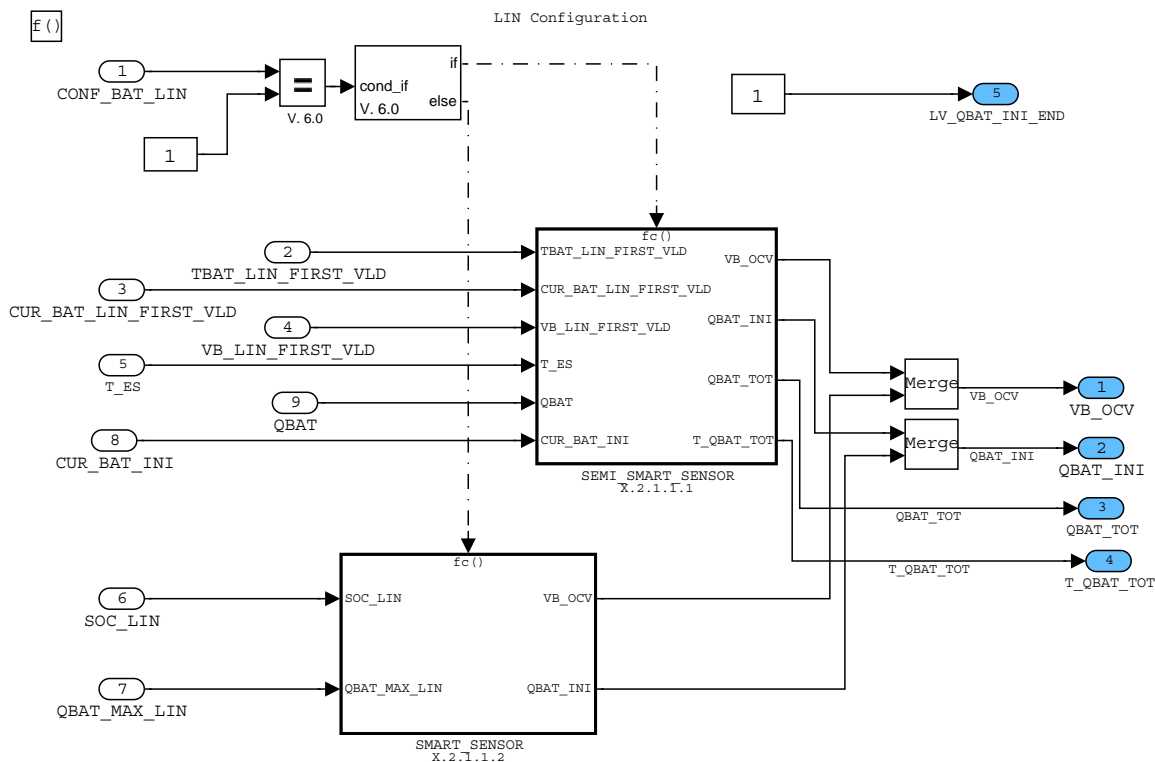 LIN Configuration
f()
1
CONF_BAT_LIN
=
V. 6.0
1
cond_if
V. 6.0
if
else
1
5
LV_QBAT_INI_END
2
TBAT_LIN_FIRST_VLD
3
CUR_BAT_LIN_FIRST_VLD
4
VB_LIN_FIRST_VLD
5
T_ES
9
QBAT
8
CUR_BAT_INI
fc()
TBAT_LIN_FIRST_VLD
CUR_BAT_LIN_FIRST_VLD
VB_LIN_FIRST_VLD
T_ES
QBAT
CUR_BAT_INI
VB_OCV
QBAT_INI
QBAT_TOT
T_QBAT_TOT
SEMI_SMART_SENSOR
X.2.1.1.1
Merge
VB_OCV
1
VB_OCV
Merge
QBAT_INI
2
QBAT_INI
QBAT_TOT
3
QBAT_TOT
T_QBAT_TOT
4
T_QBAT_TOT
6
SOC_LIN
7
QBAT_MAX_LIN
fc()
SOC_LIN
QBAT_MAX_LIN
VB_OCV
QBAT_INI
SMART_SENSOR
X.2.1.1.2